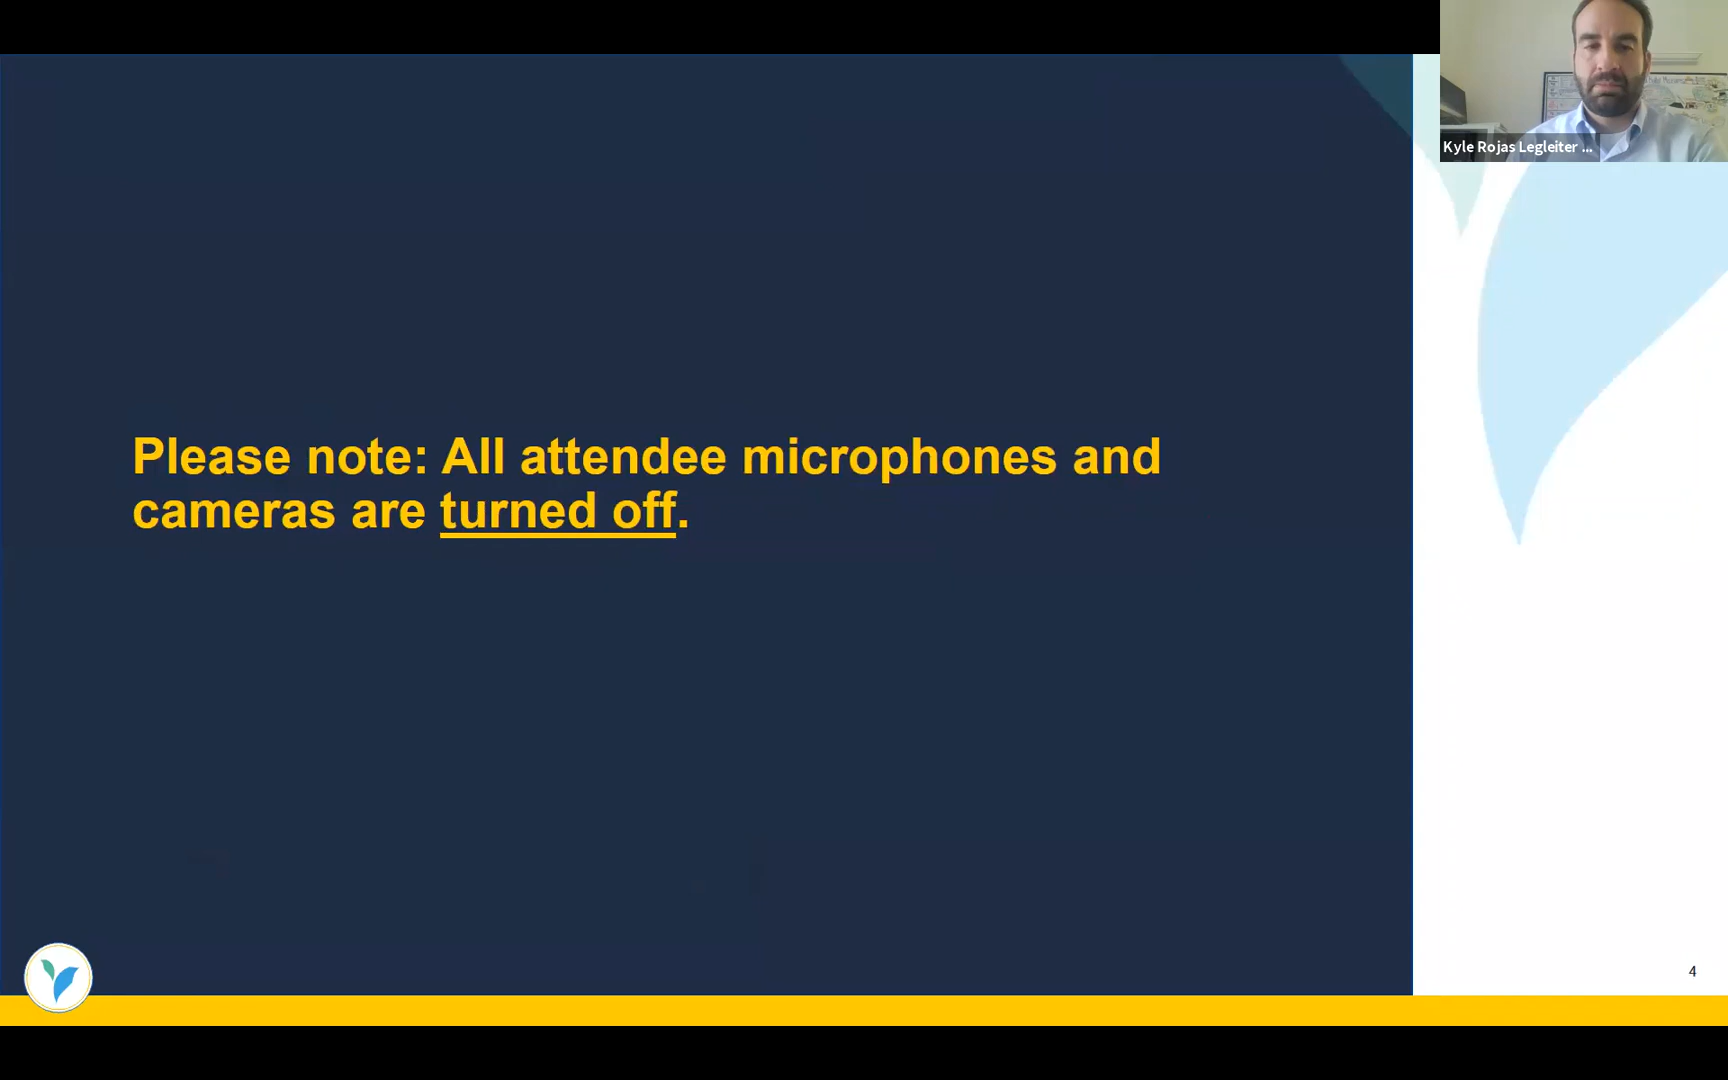 Kyle Rojas Legleiter ...
Please note: All attendee microphones and
cameras are turned off.
4